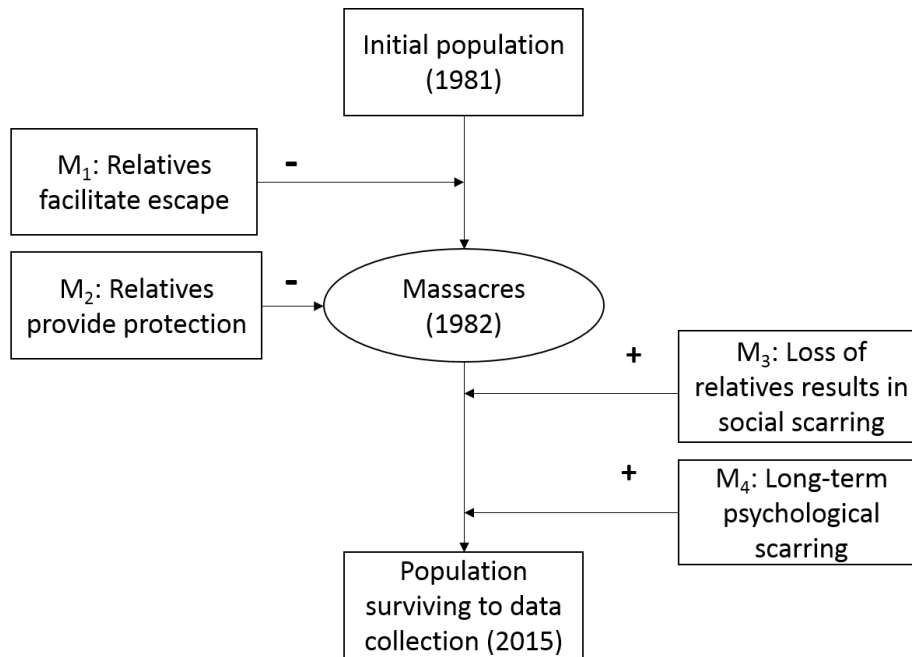 Initial population
(1981)
M₁: Relatives
facilitate escape
-
M₂: Relatives
provide protection
-
Massacres
(1982)
+
M₃: Loss of
relatives results in
social scarring
+
M₄: Long-term
psychological
scarring
Population
surviving to data
collection (2015)